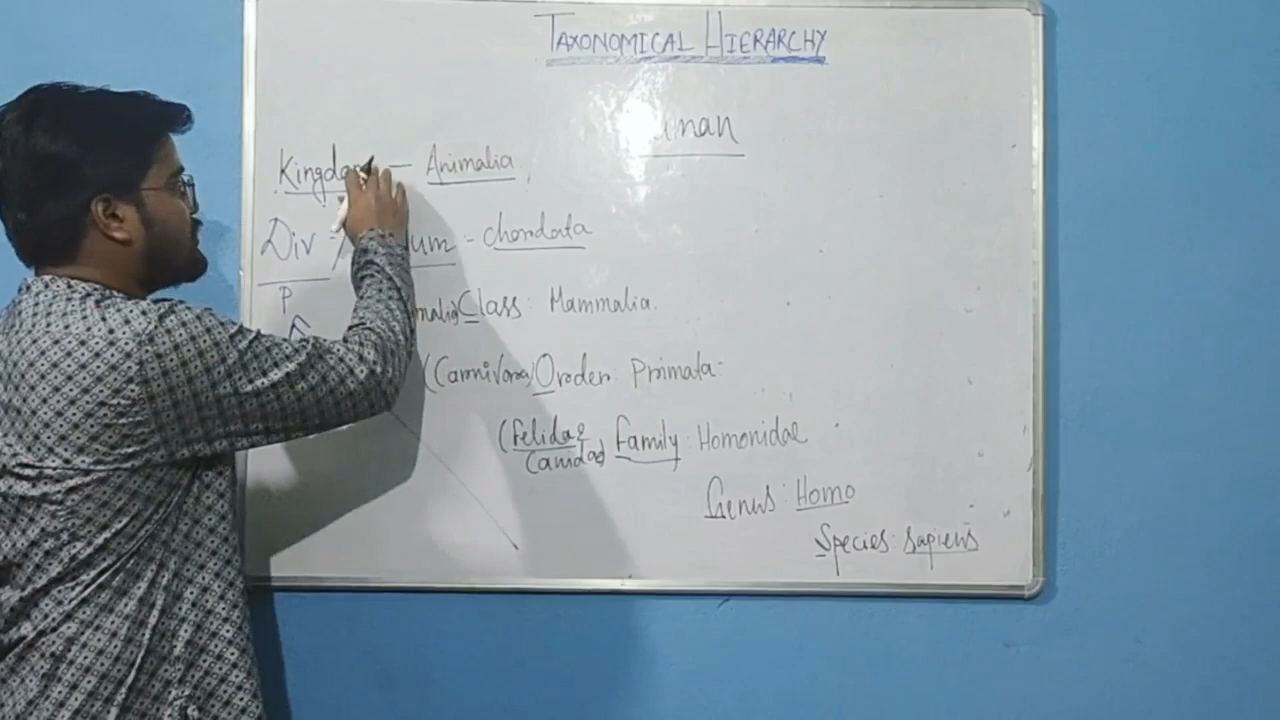 TAXONOMICAL HIERARCHY
Kingdom - Animalia
Div - chordata
P
Class: Mammalia.
(Carnivora) Order: Primata-
(Felidae Family: Homonidae
Canidae)
Genus: Homo
Species: sapiens